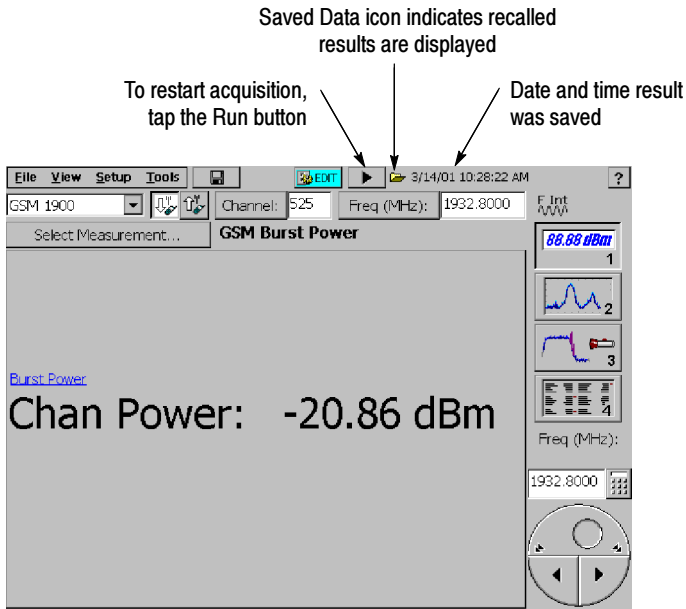 Saved Data icon indicates recalled
results are displayed
To restart acquisition,
tap the Run button
Date and time result
was saved
File View Setup Tools
EDIT
3/14/01 10:28:22 AM
?
GSM 1900
Channel: 525
Freq (MHz): 1932.8000
F Int
Select Measurement...
GSM Burst Power
88.88 dBm
1
2
3
4
Burst Power
Chan Power: -20.86 dBm
Freq (MHz):
1932.8000